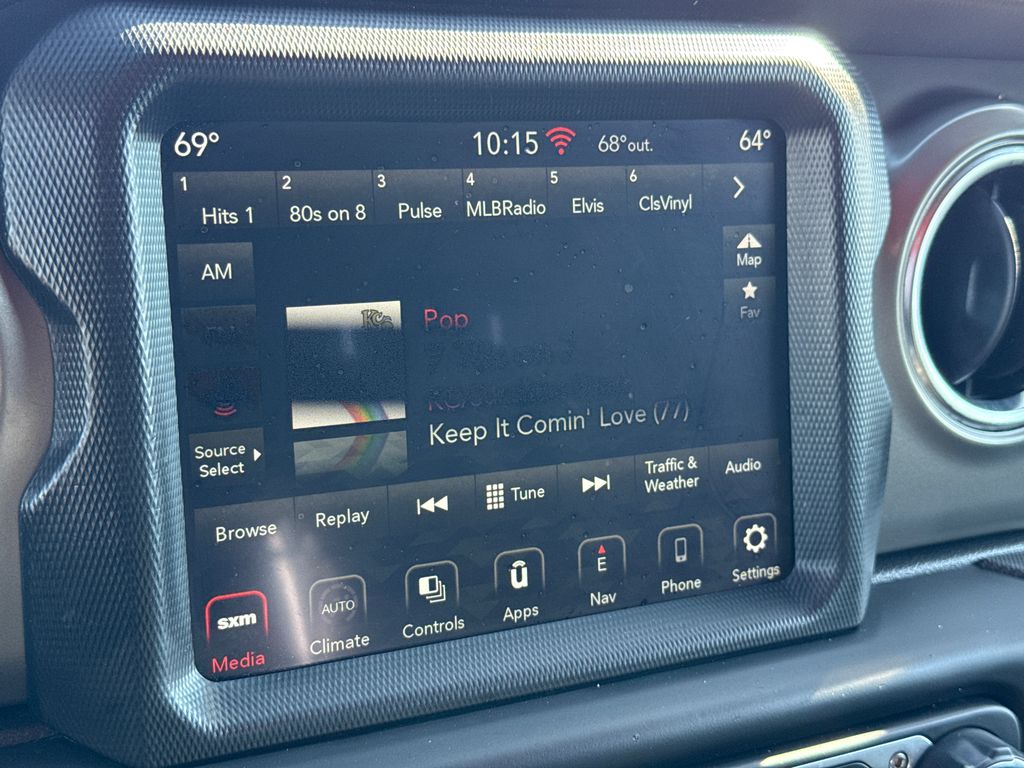 69° 10:15 68°out. 64°
1 2 3 4 5 6
Hits 1 80s on 8 Pulse MLBRadio Elvis ClsVinyl
AM
Map
Fav
Pop
Keep It Comin' Love (77)
Source
Select
Browse Replay Tune Traffic &
Weather
Audio
sxm AUTO E
Media Climate Controls Apps Nav Phone Settings